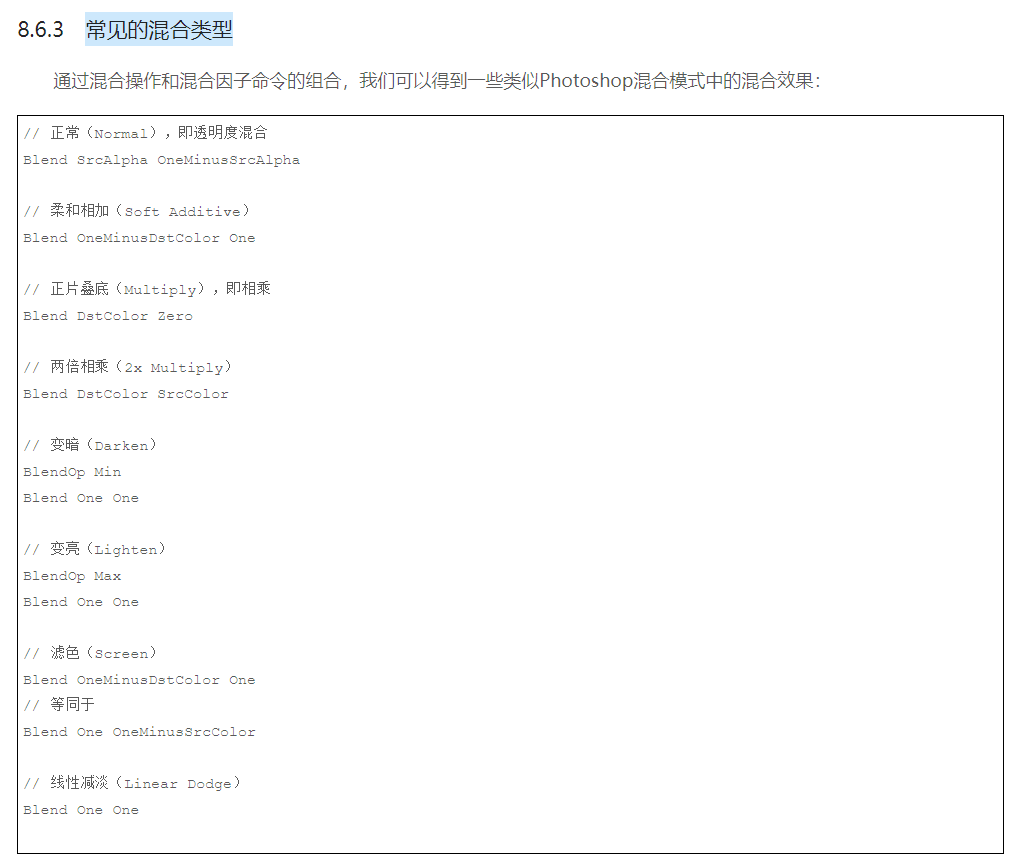 8.6.3 常见的混合类型
通过混合操作和混合因子命令的组合，我们可以得到一些类似Photoshop混合模式中的混合效果：
// 正常（Normal），即透明度混合
Blend SrcAlpha OneMinusSrcAlpha
// 柔和相加（Soft Additive）
Blend OneMinusDstColor One
// 正片叠底（Multiply），即相乘
Blend DstColor Zero
// 两倍相乘（2x Multiply）
Blend DstColor SrcColor
// 变暗（Darken）
BlendOp Min
Blend One One
// 变亮（Lighten）
BlendOp Max
Blend One One
// 滤色（Screen）
Blend OneMinusDstColor One
// 等同于
Blend One OneMinusSrcColor
// 线性减淡（Linear Dodge）
Blend One One